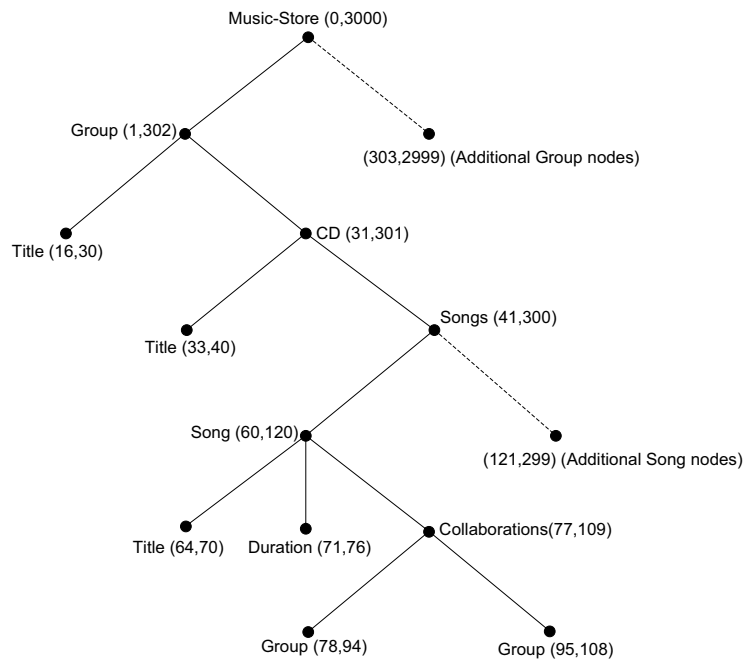 Music-Store (0,3000)
Group (1,302)
(303,2999) (Additional Group nodes)
Title (16,30)
CD (31,301)
Title (33,40)
Songs (41,300)
Song (60,120)
(121,299) (Additional Song nodes)
Title (64,70)
Duration (71,76)
Collaborations(77,109)
Group (78,94)
Group (95,108)